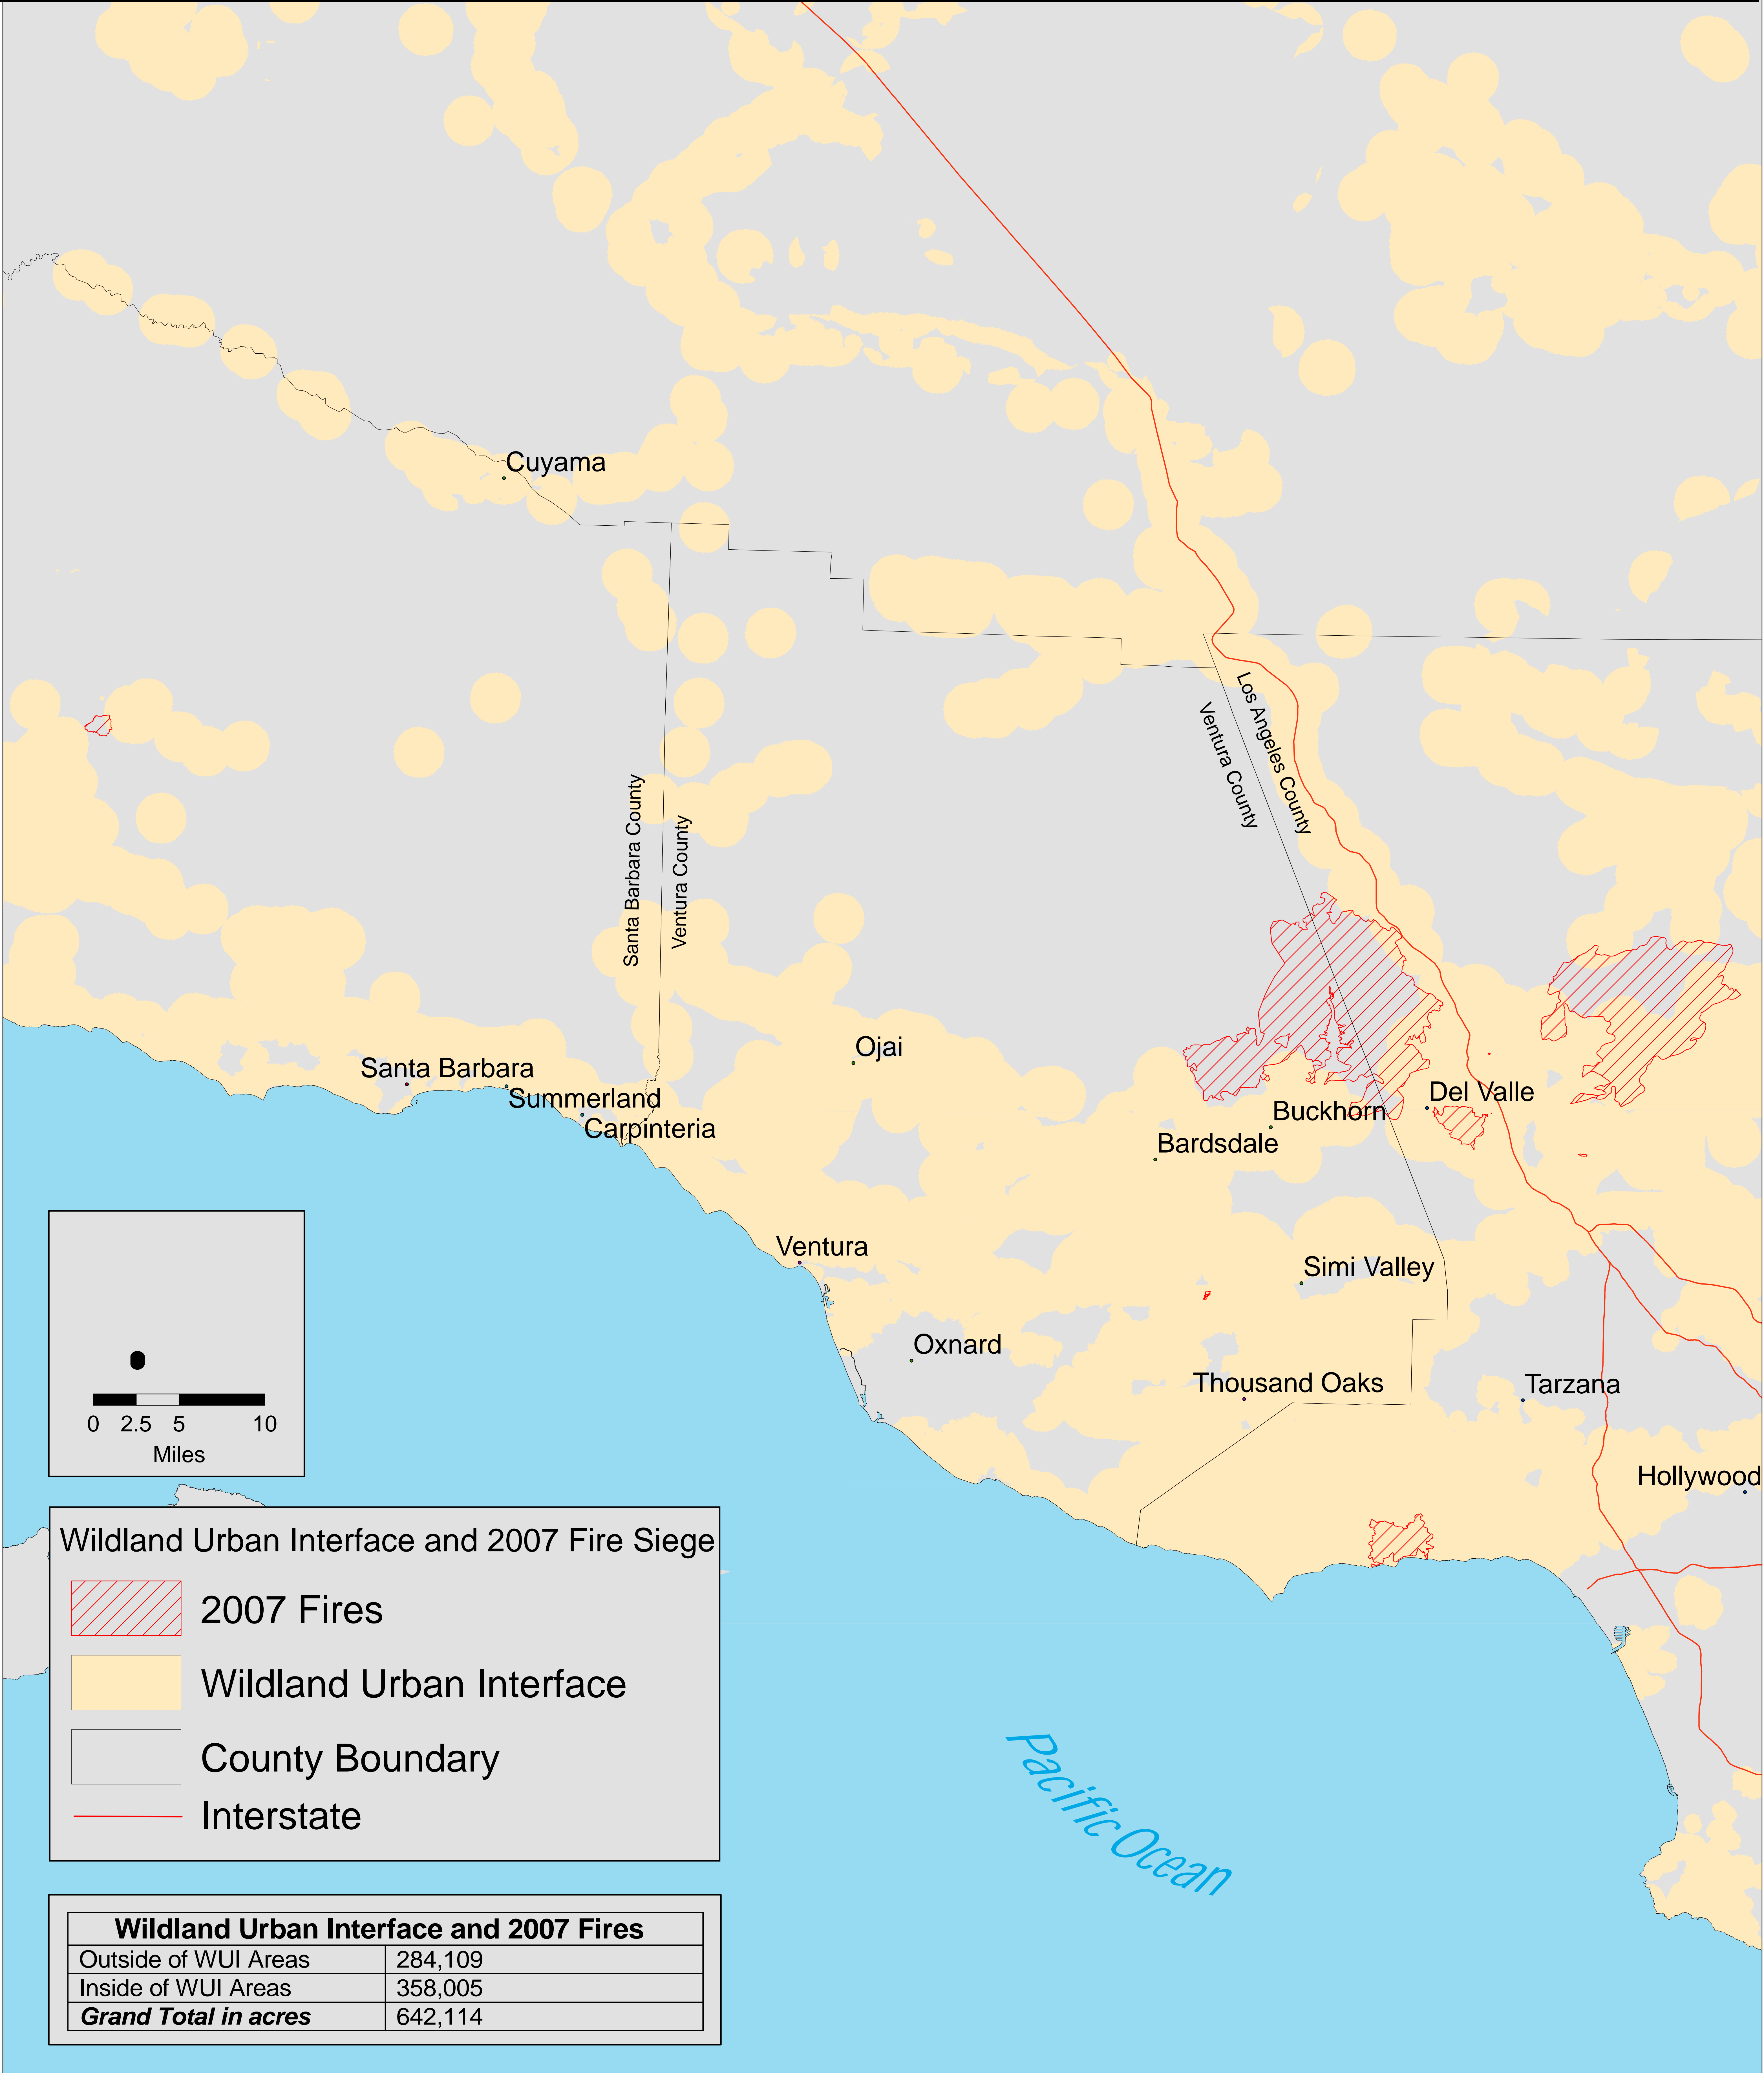 Cuyama
Los Angeles County
Ventura County
Santa Barbara County
Ventura County
Ojai
Santa Barbara
Summerland
Carpinteria
Del Valle
Buckhorn
Bardsdale
Ventura
Simi Valley
Oxnard
Thousand Oaks
Tarzana
Hollywood
0 2.5 5 10
Miles
Wildland Urban Interface and 2007 Fire Siege
2007 Fires
Wildland Urban Interface
County Boundary
Interstate
Pacific Ocean
Wildland Urban Interface and 2007 Fires
Outside of WUI Areas 284,109
Inside of WUI Areas 358,005
Grand Total in acres 642,114